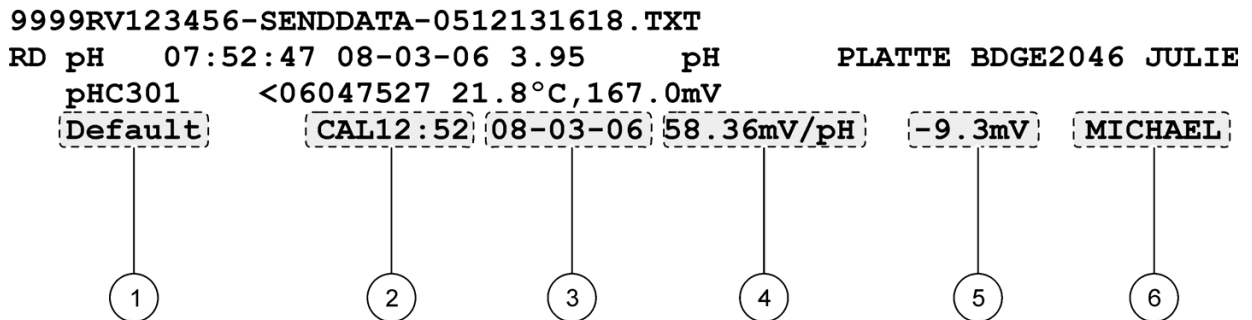 9999RV123456-SENDDATA-0512131618.TXT
RD pH 07:52:47 08-03-06 3.95 pH PLATTE BDGE2046 JULIE
pHC301 <06047527 21.8°C,167.0mV
Default CAL12:52 08-03-06 58.36mV/pH -9.3mV MICHAEL
1 2 3 4 5 6